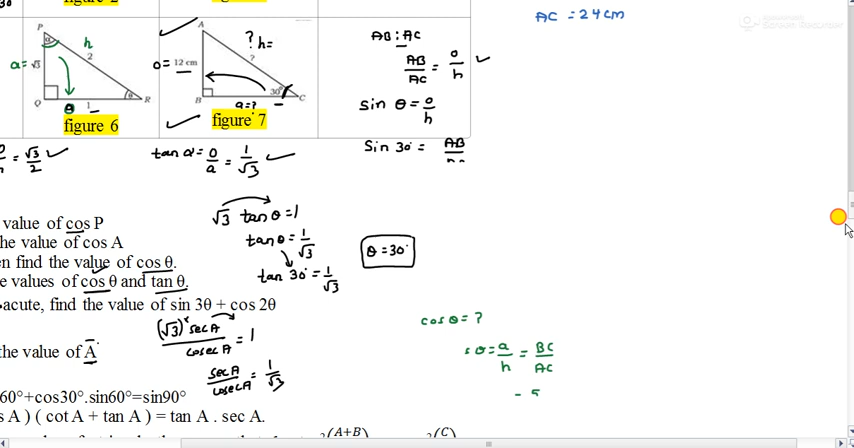 AC = 24 cm
P
h
α
a = √3
2
Q
θ
1
θ
R
figure 6
A
? h =
?
o = 12 cm
30°
B
a = ?
C
figure 7
AB : AC
AB/AC = o/h
sin θ = o/h
Sin 30° = AB/
= √3/2
tan α = o/a = 1/√3
value of cos P
he value of cos A
en find the value of cos θ.
e values of cos θ and tan θ.
acute, find the value of sin 3θ + cos 2θ
√3 tan θ = 1
tan θ = 1/√3
tan 30° = 1/√3
θ = 30°
(√3) sec A / cosec A = 1
the value of A
sec A / cosec A = 1/√3
cos θ = ?
s θ = a/h = BC/AC
= 5
60°+cos30°.sin60°=sin90°
s A ) ( cot A + tan A ) = tan A . sec A.
(A+B)
(C)